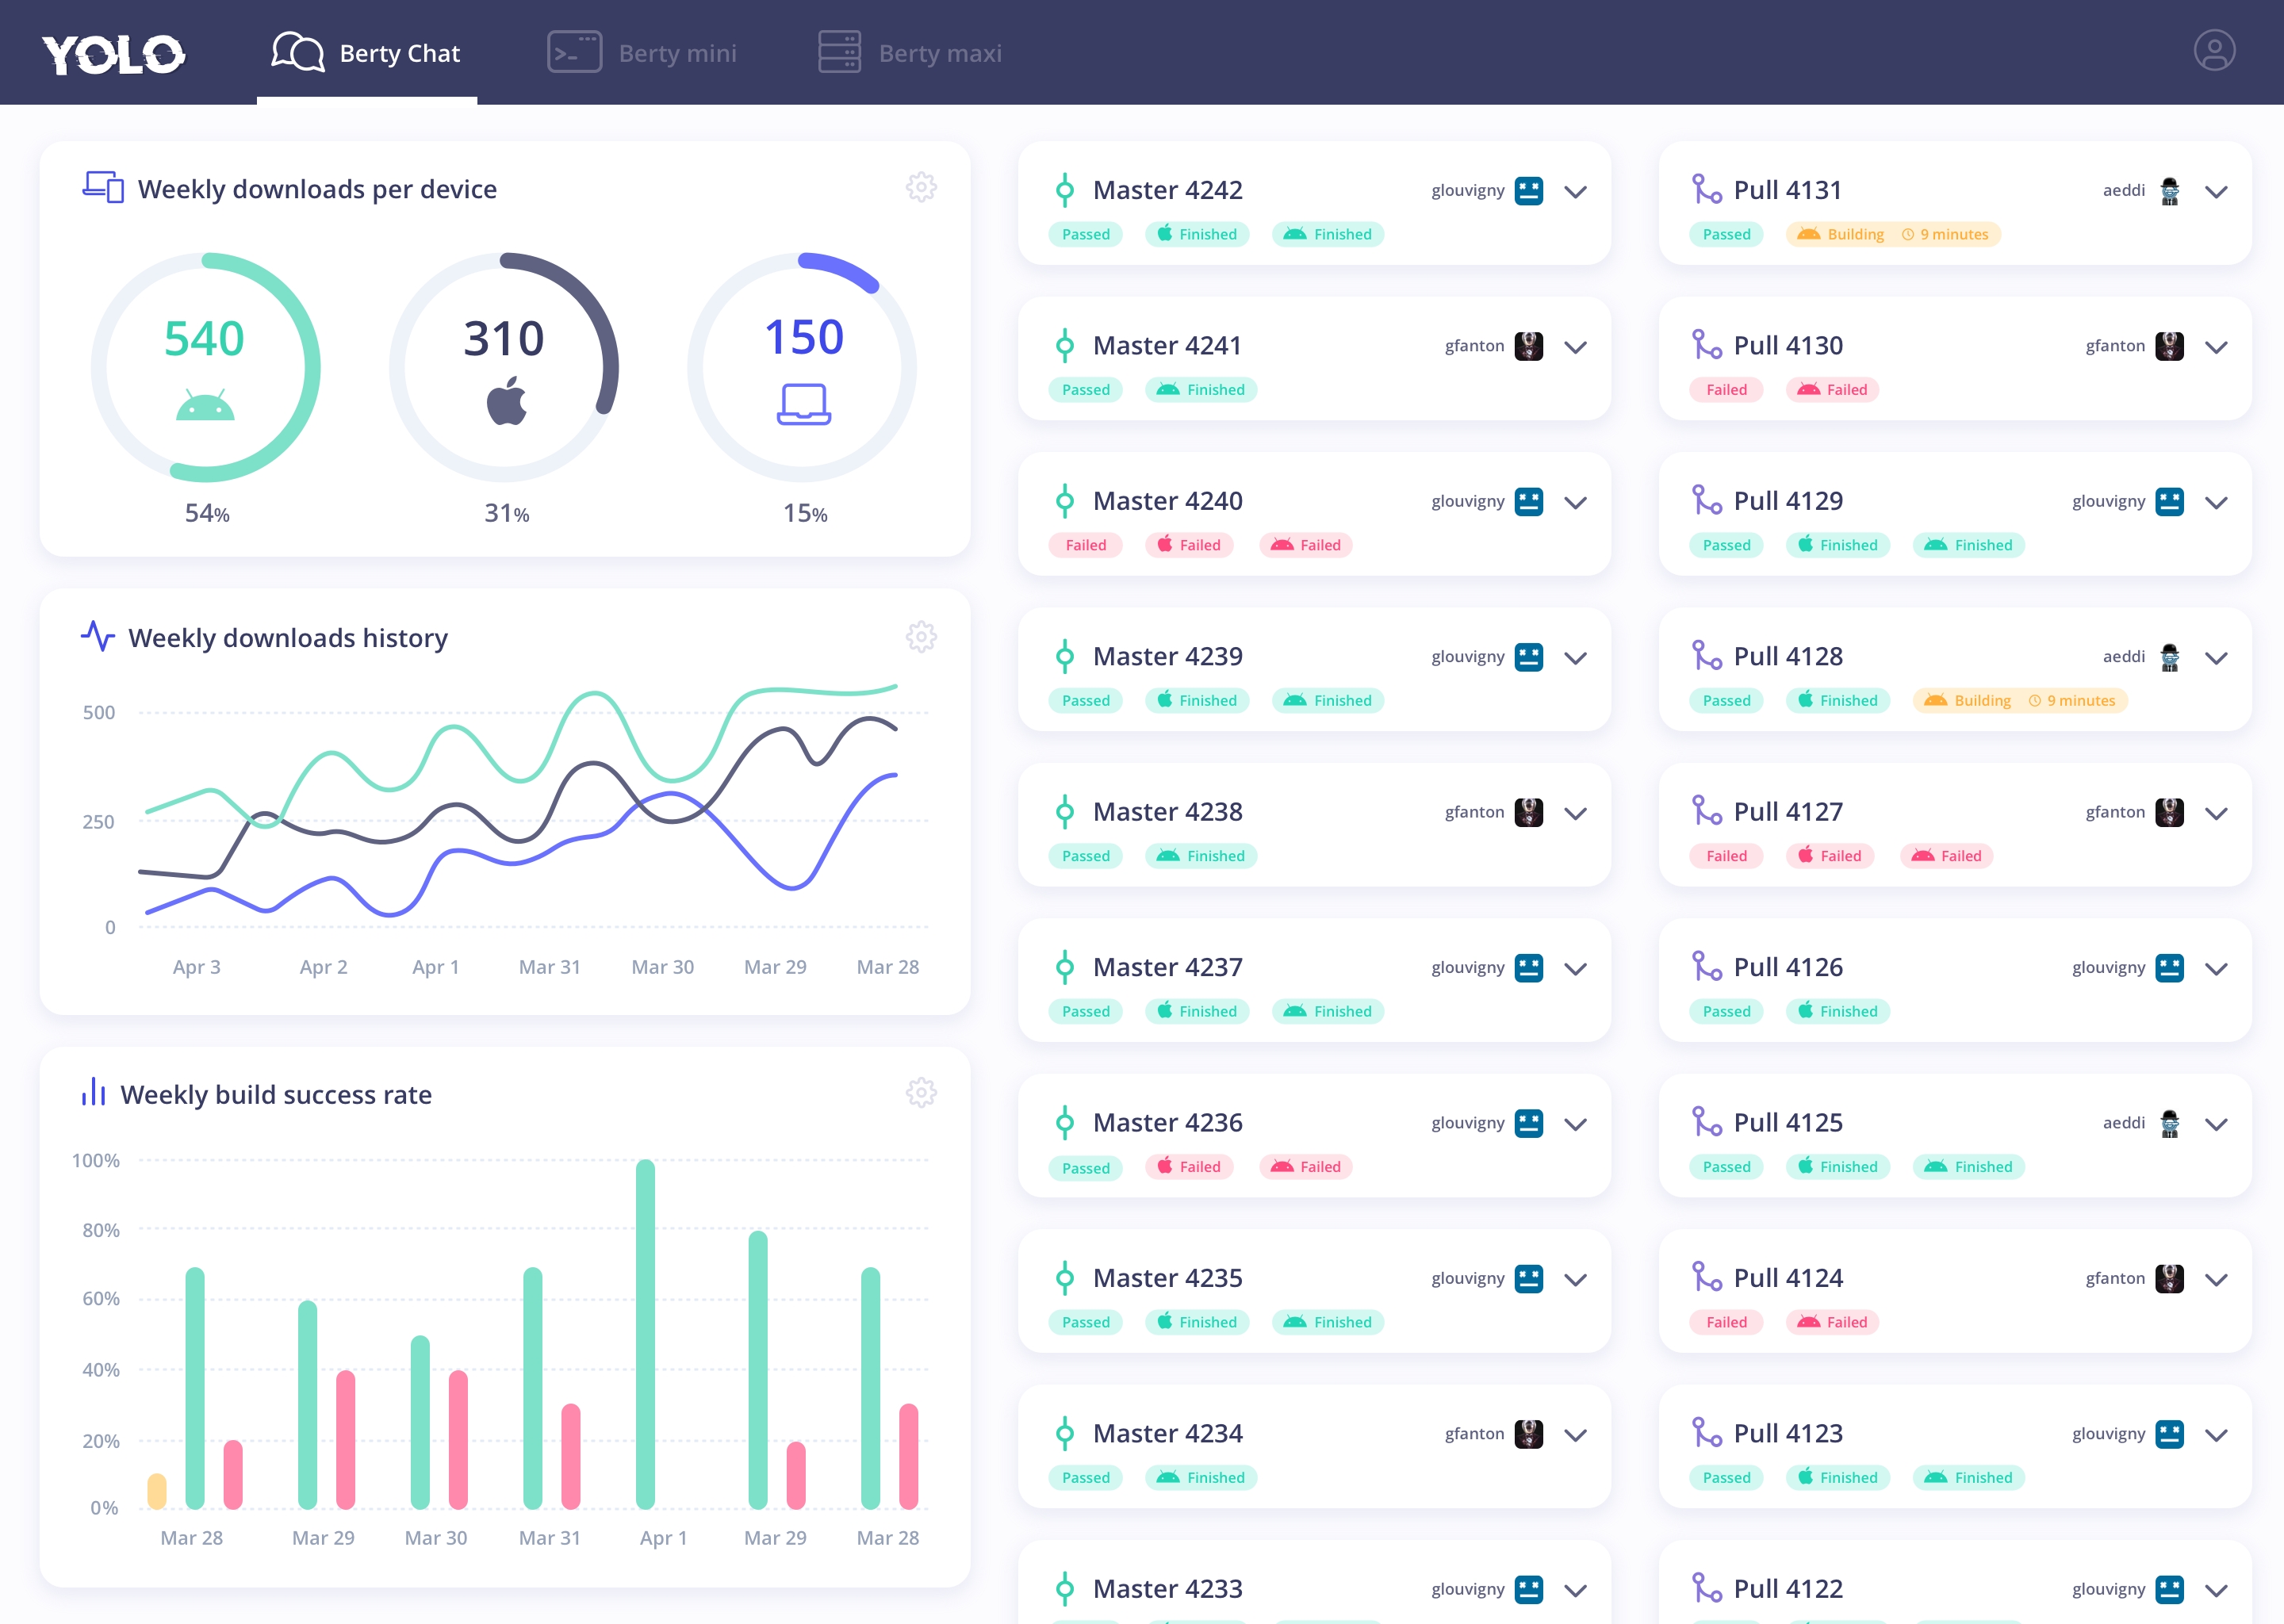 YOLO
Berty Chat
Berty mini
Berty maxi
Weekly downloads per device
540
310
150
54%
31%
15%
Weekly downloads history
500
250
0
Apr 3 Apr 2 Apr 1 Mar 31 Mar 30 Mar 29 Mar 28
Weekly build success rate
100%
80%
60%
40%
20%
0%
Mar 28 Mar 29 Mar 30 Mar 31 Apr 1 Mar 29 Mar 28
Master 4242 glouvigny
Passed Finished Finished
Master 4241 gfanton
Passed Finished
Master 4240 glouvigny
Failed Failed Failed
Master 4239 glouvigny
Passed Finished Finished
Master 4238 gfanton
Passed Finished
Master 4237 glouvigny
Passed Finished Finished
Master 4236 glouvigny
Passed Failed Failed
Master 4235 glouvigny
Passed Finished Finished
Master 4234 gfanton
Passed Finished
Master 4233 glouvigny
Pull 4131 aeddi
Passed Building 9 minutes
Pull 4130 gfanton
Failed Failed
Pull 4129 glouvigny
Passed Finished Finished
Pull 4128 aeddi
Passed Finished Building 9 minutes
Pull 4127 gfanton
Failed Failed Failed
Pull 4126 glouvigny
Passed Finished
Pull 4125 aeddi
Passed Finished Finished
Pull 4124 gfanton
Failed Failed
Pull 4123 glouvigny
Passed Finished Finished
Pull 4122 glouvigny